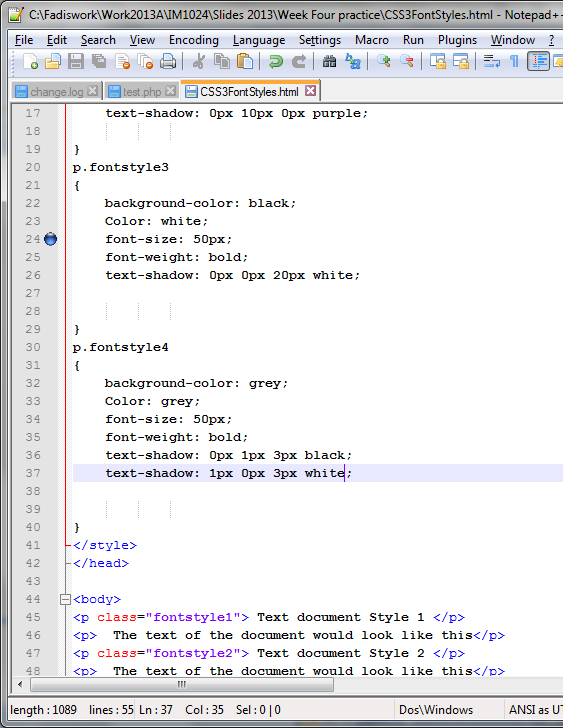 C:\Fadiswork\Work2013A\IM1024\Slides 2013\Week Four practice\CSS3FontStyles.html - Notepad+
File Edit Search View Encoding Language Settings Macro Run Plugins Window ?
change.log test.php CSS3FontStyles.html
17 text-shadow: 0px 10px 0px purple;
18
19 }
20 p.fontstyle3
21 {
22 background-color: black;
23 Color: white;
24 font-size: 50px;
25 font-weight: bold;
26 text-shadow: 0px 0px 20px white;
27
28
29 }
30 p.fontstyle4
31 {
32 background-color: grey;
33 Color: grey;
34 font-size: 50px;
35 font-weight: bold;
36 text-shadow: 0px 1px 3px black;
37 text-shadow: 1px 0px 3px white;
38
39
40 }
41 </style>
42 </head>
43
44 <body>
45 <p class="fontstyle1"> Text document Style 1 </p>
46 <p>  The text of the document would look like this</p>
47 <p class="fontstyle2"> Text document Style 2 </p>
48 <p>  The text of the document would look like this</p>
length : 1089 lines : 55 Ln : 37 Col : 35 Sel : 0 | 0 Dos\Windows ANSI as UT